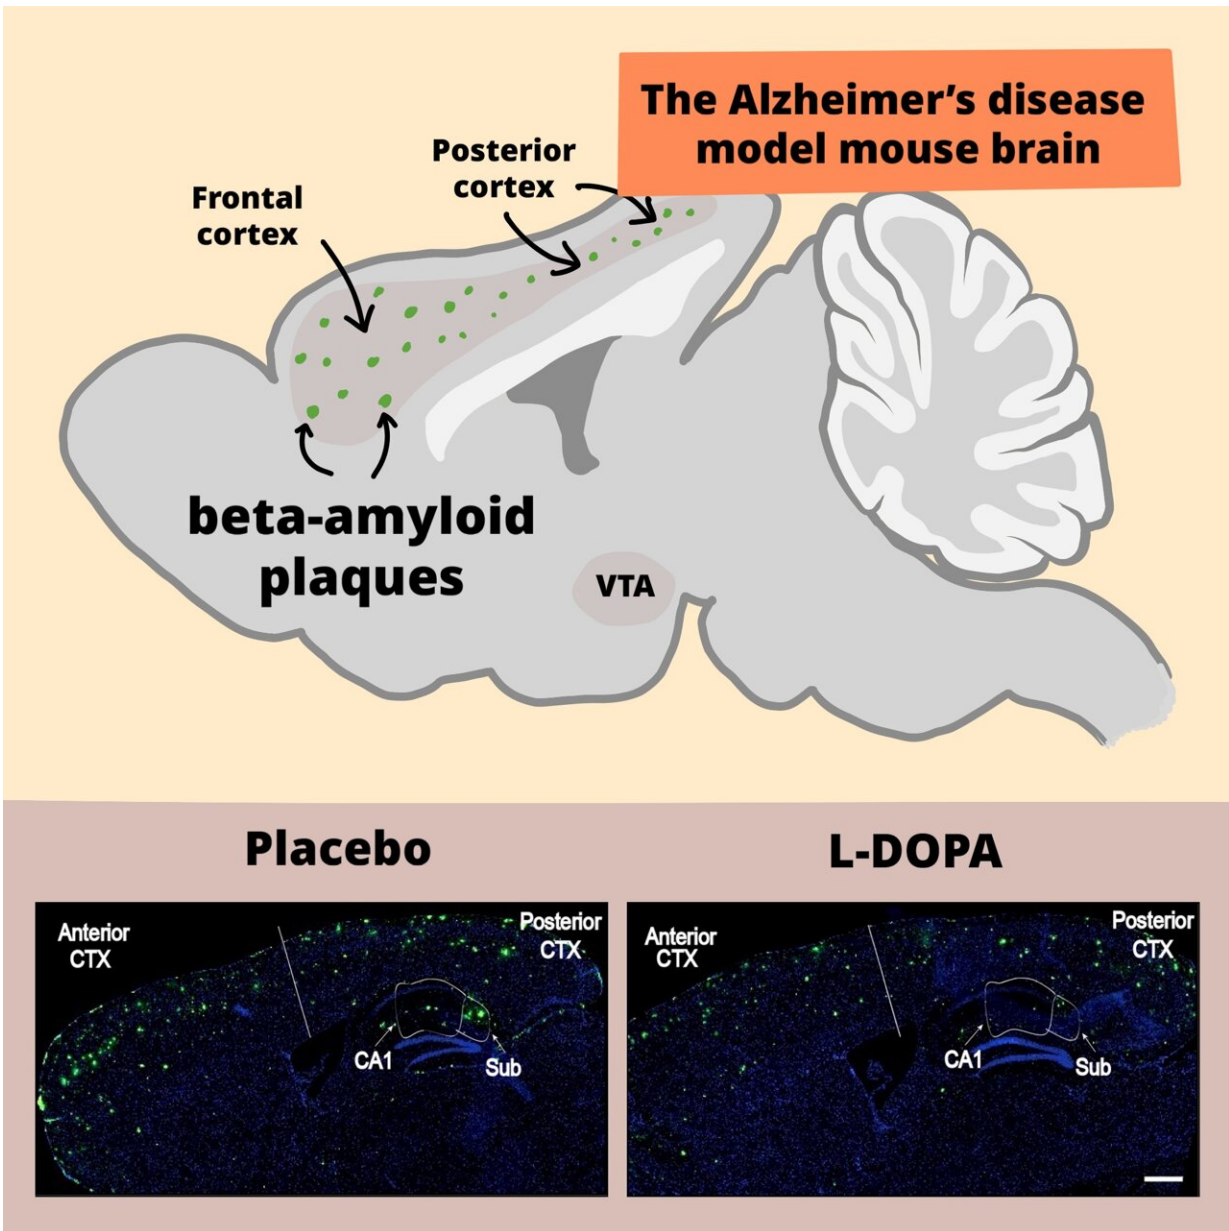 The Alzheimer’s disease
model mouse brain
Posterior
cortex
Frontal
cortex
beta-amyloid
plaques
VTA
Placebo
L-DOPA
Anterior
CTX
Posterior
CTX
CA1
Sub
Anterior
CTX
Posterior
CTX
CA1
Sub